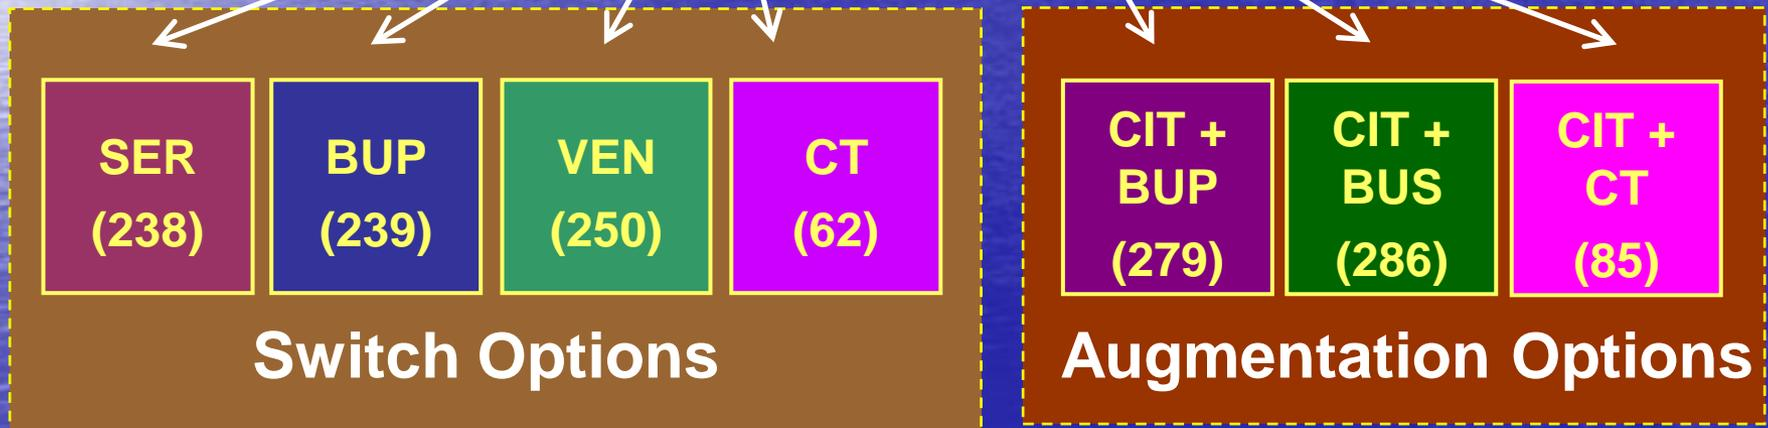 SER
(238)
BUP
(239)
VEN
(250)
CT
(62)
Switch Options
CIT +
BUP
(279)
CIT +
BUS
(286)
CIT +
CT
(85)
Augmentation Options